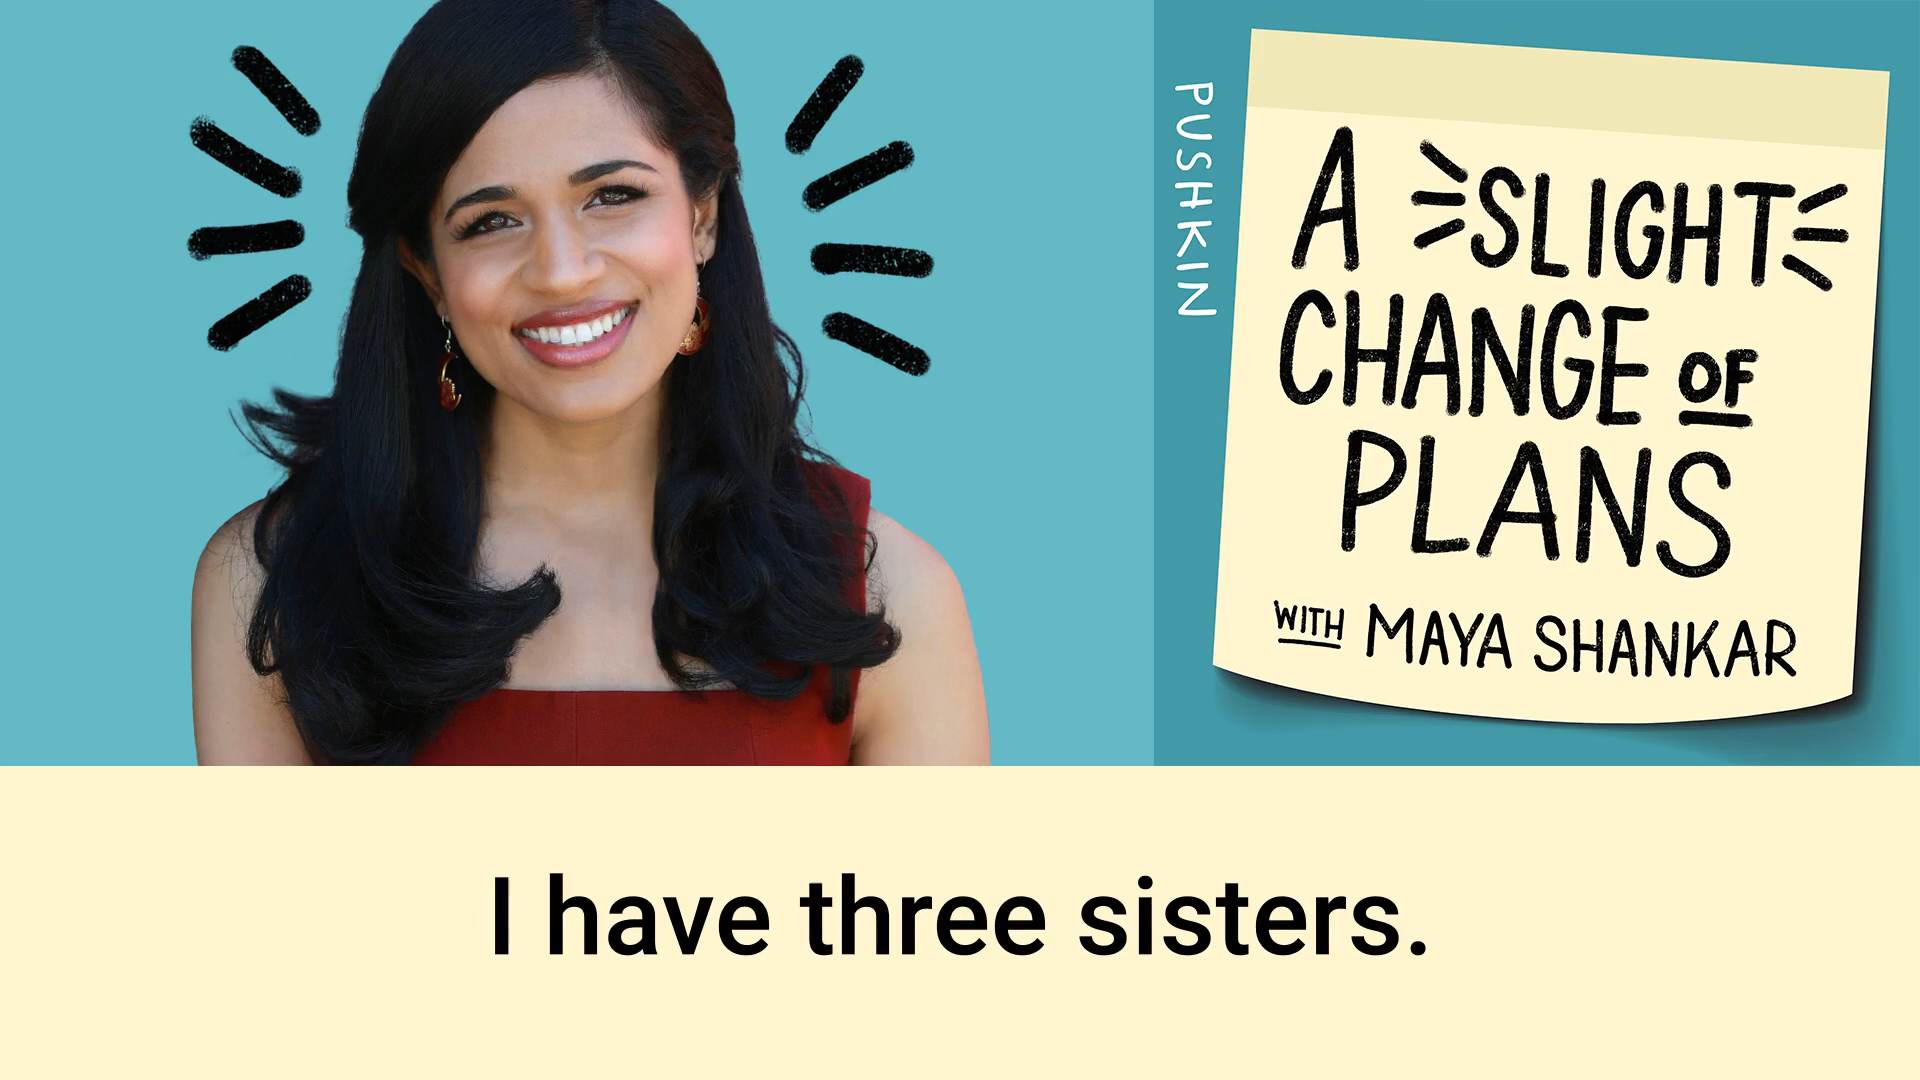 PUSHKIN
A SLIGHT
CHANGE OF
PLANS
WITH MAYA SHANKAR
I have three sisters.